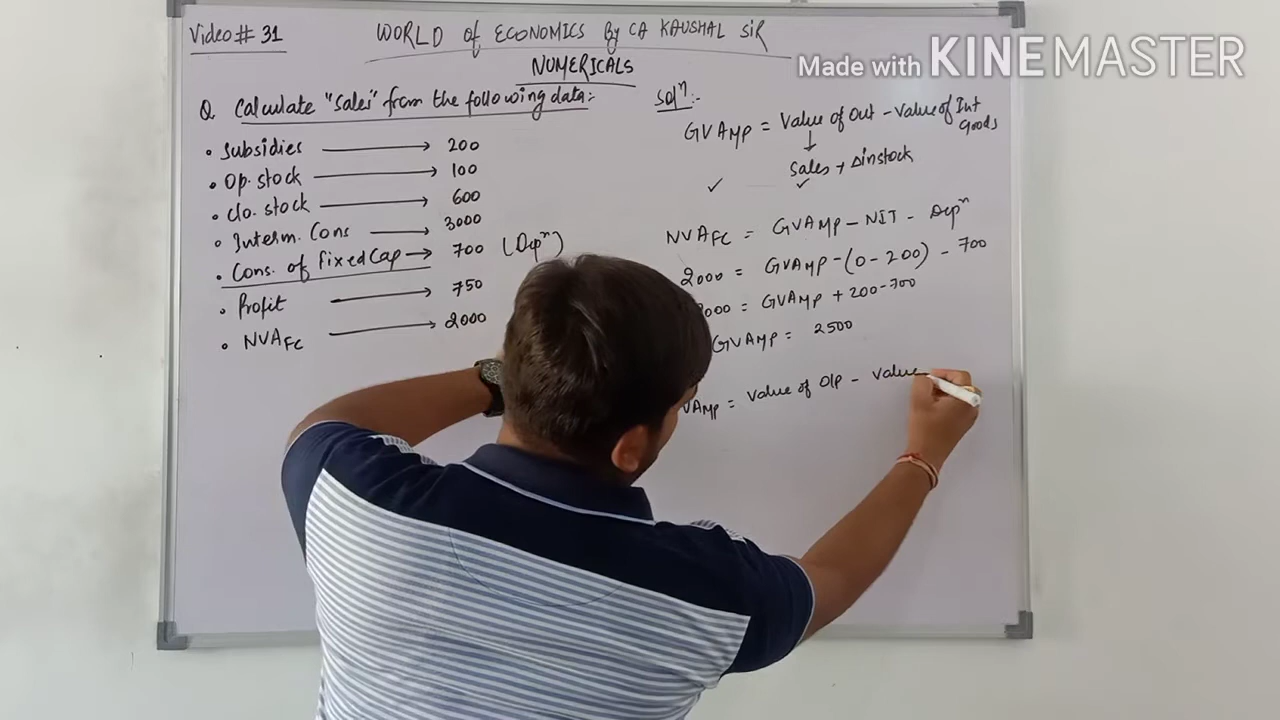 Video# 31
WORLD of ECONOMICS By CA KAUSHAL SIR
Made with KINEMASTER
NUMERICALS
Q Calculate "Sales" from the following data:-
• Subsidies → 200
• Op. stock → 100
• Clo. stock → 600
• Interm. Cons → 3000
• Cons. of fixed Cap → 700 (Depⁿ)
• Profit → 750
• NVAFC → 2000
Solⁿ:-
GVAMP = Value of Out - Value of Int Goods
↓
Sales + Δinstock
✓ ✓
NVAFC = GVAMP - NIT - Depⁿ
2000 = GVAMP - (0 - 200) - 700
000 = GVAMP + 200 - 700
GVAMP = 2500
VAMP = Value of O/P - Value